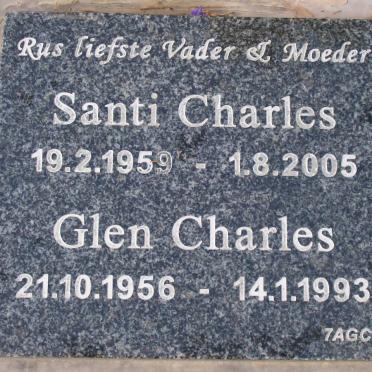 Rus liefste Vader & Moeder
Santi Charles
19.2.1959 - 1.8.2005
Glen Charles
21.10.1956 - 14.1.1993
7AGC